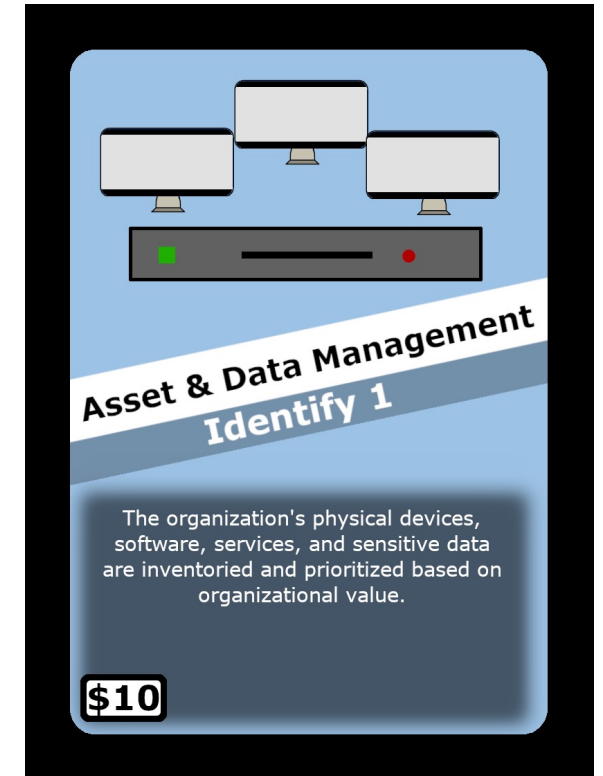 Asset & Data Management
Identify 1
The organization's physical devices,
software, services, and sensitive data
are inventoried and prioritized based on
organizational value.
$10